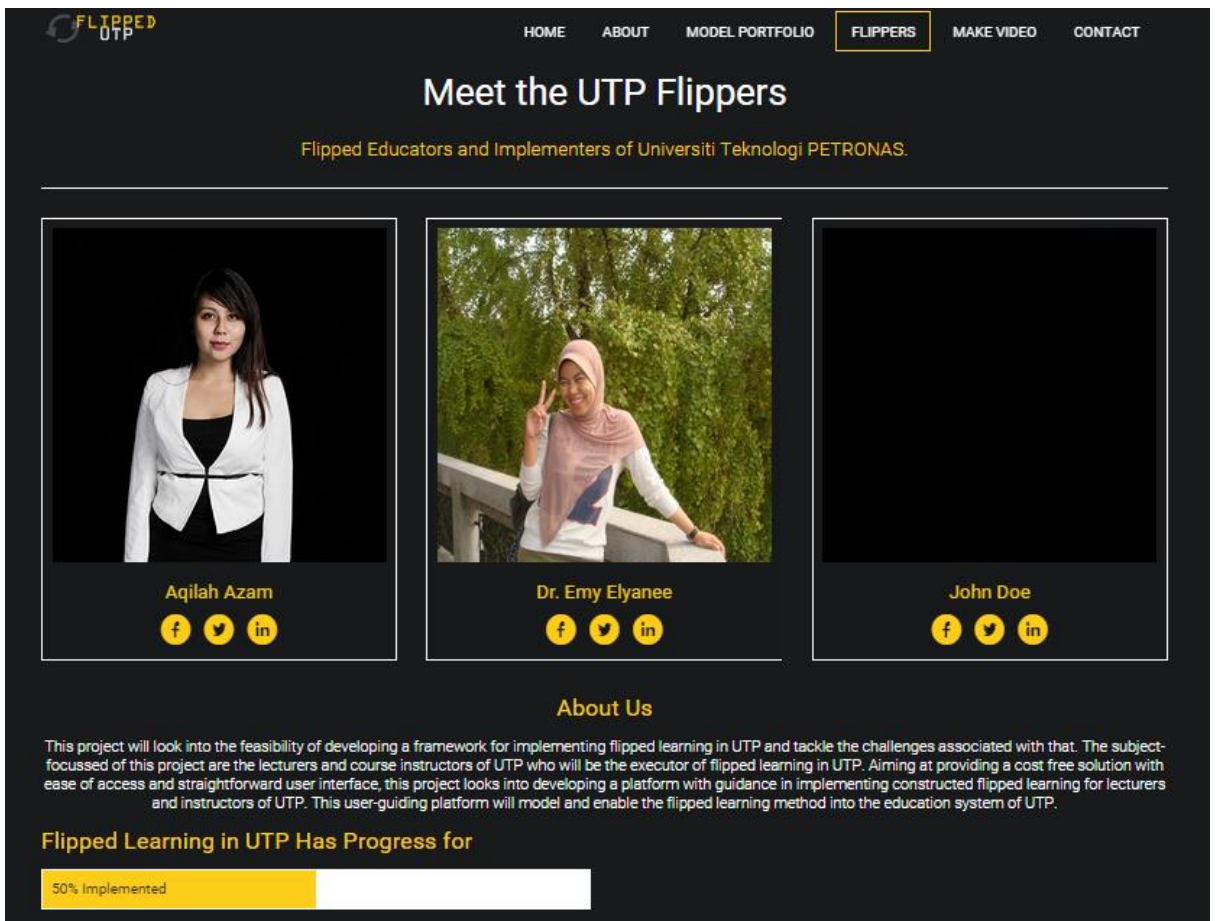 FLIPPED
UTP
HOME ABOUT MODEL PORTFOLIO FLIPPERS MAKE VIDEO CONTACT
Meet the UTP Flippers
Flipped Educators and Implementers of Universiti Teknologi PETRONAS.
Aqilah Azam
Dr. Emy Elyanee
John Doe
About Us
This project will look into the feasibility of developing a framework for implementing flipped learning in UTP and tackle the challenges associated with that. The subject-
focussed of this project are the lecturers and course instructors of UTP who will be the executor of flipped learning in UTP. Aiming at providing a cost free solution with
ease of access and straightforward user interface, this project looks into developing a platform with guidance in implementing constructed flipped learning for lecturers
and instructors of UTP. This user-guiding platform will model and enable the flipped learning method into the education system of UTP.
Flipped Learning in UTP Has Progress for
50% Implemented